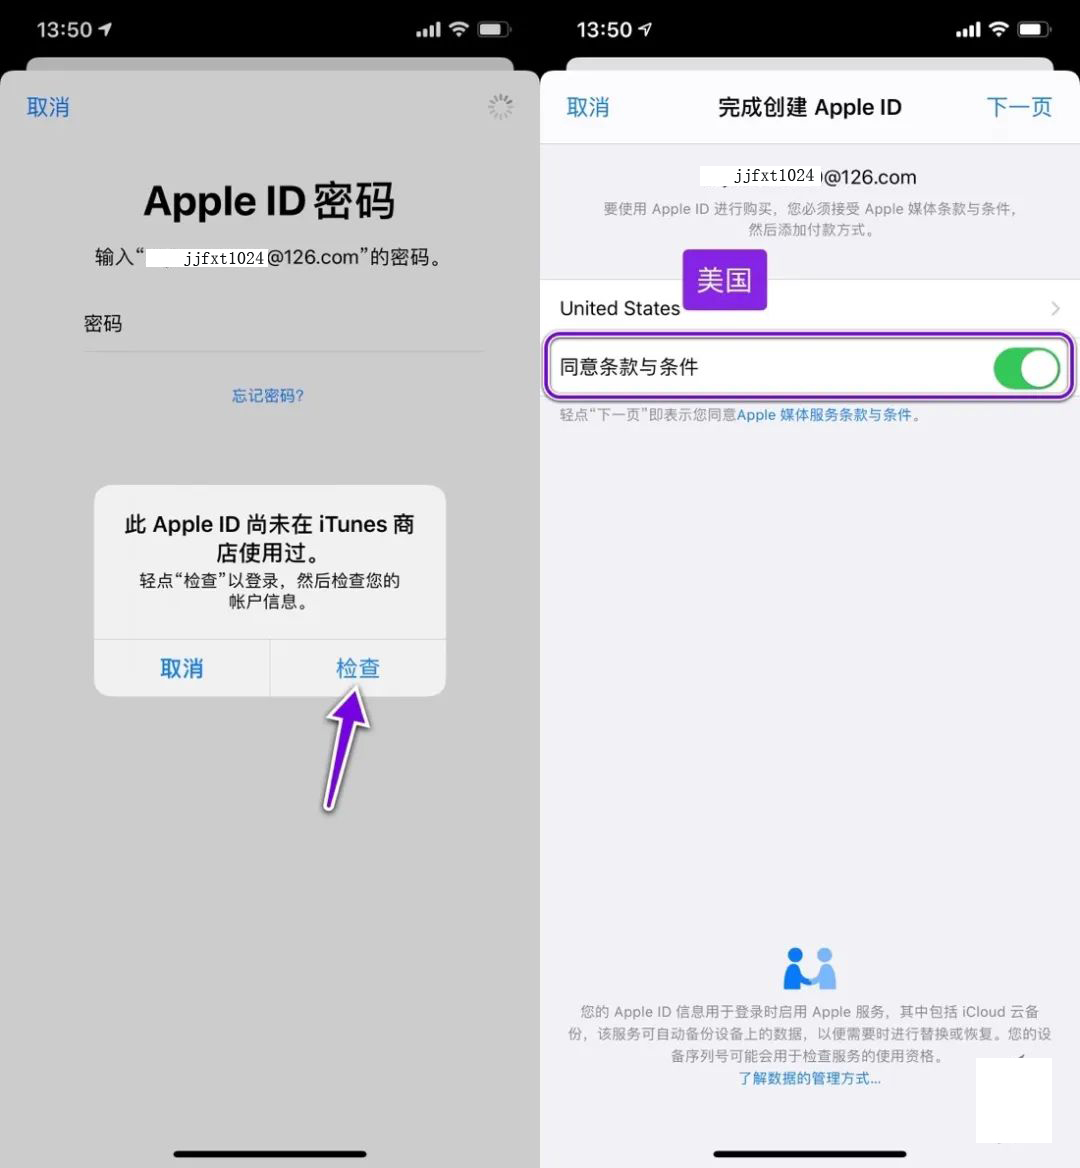 13:50
取消
Apple ID 密码
输入“jjfxt1024@126.com”的密码。
密码
忘记密码?
此 Apple ID 尚未在 iTunes 商
店使用过。
轻点“检查”以登录，然后检查您的
帐户信息。
取消
检查
13:50
取消
完成创建 Apple ID
下一页
jjfxt1024@126.com
要使用 Apple ID 进行购买，您必须接受 Apple 媒体条款与条件，
然后添加付款方式。
美国
United States
同意条款与条件
轻点“下一页”即表示您同意Apple 媒体服务条款与条件。
您的 Apple ID 信息用于登录时启用 Apple 服务，其中包括 iCloud 云备
份，该服务可自动备份设备上的数据，以便需要时进行替换或恢复。您的设
备序列号可能会用于检查服务的使用资格。
了解数据的管理方式...